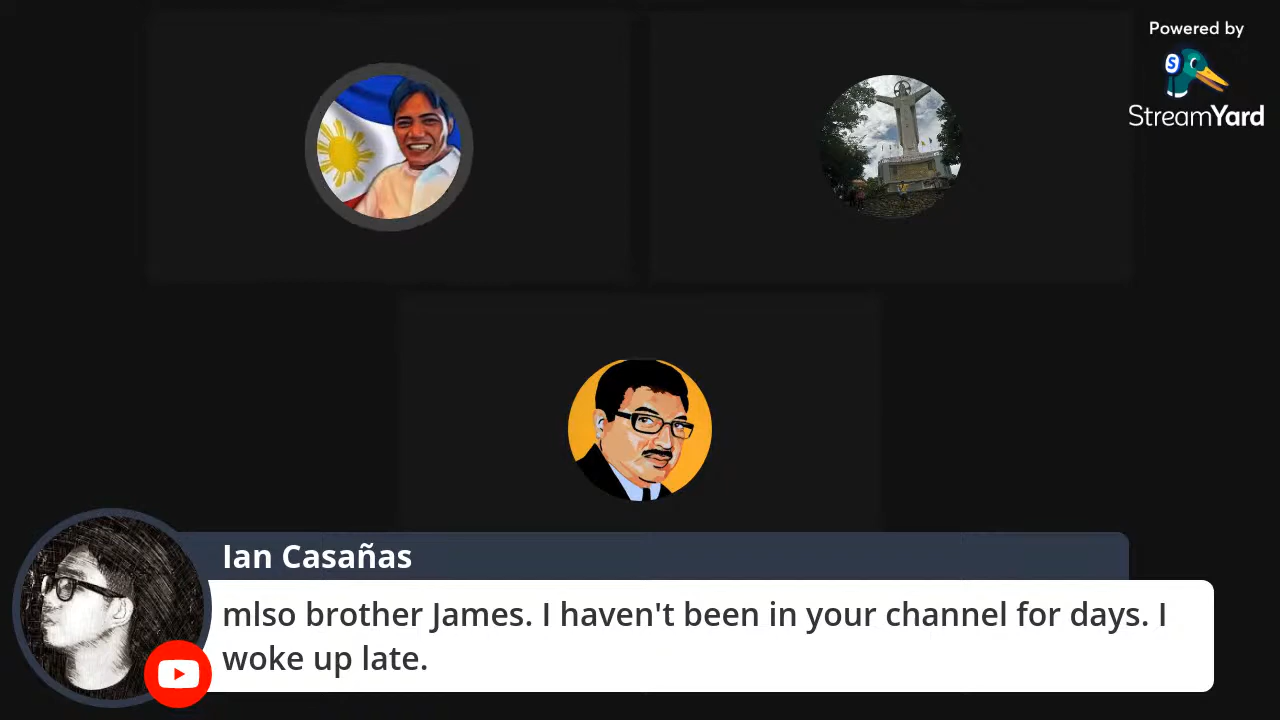 Powered by
StreamYard
Ian Casañas
mlso brother James. I haven't been in your channel for days. I
woke up late.